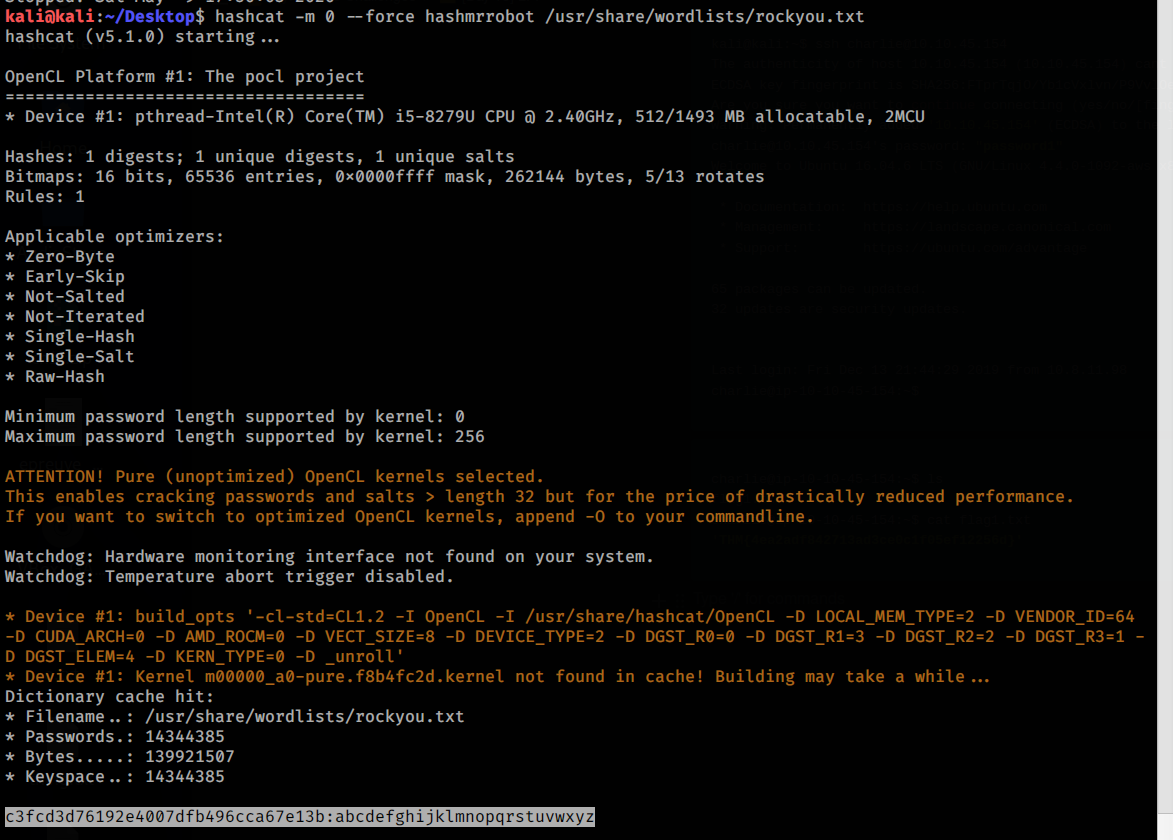 kali@kali:~/Desktop$ hashcat -m 0 --force hashmrrobot /usr/share/wordlists/rockyou.txt
hashcat (v5.1.0) starting...
OpenCL Platform #1: The pocl project
====================================
* Device #1: pthread-Intel(R) Core(TM) i5-8279U CPU @ 2.40GHz, 512/1493 MB allocatable, 2MCU
Hashes: 1 digests; 1 unique digests, 1 unique salts
Bitmaps: 16 bits, 65536 entries, 0x0000ffff mask, 262144 bytes, 5/13 rotates
Rules: 1
Applicable optimizers:
* Zero-Byte
* Early-Skip
* Not-Salted
* Not-Iterated
* Single-Hash
* Single-Salt
* Raw-Hash
Minimum password length supported by kernel: 0
Maximum password length supported by kernel: 256
ATTENTION! Pure (unoptimized) OpenCL kernels selected.
This enables cracking passwords and salts > length 32 but for the price of drastically reduced performance.
If you want to switch to optimized OpenCL kernels, append -O to your commandline.
Watchdog: Hardware monitoring interface not found on your system.
Watchdog: Temperature abort trigger disabled.
* Device #1: build_opts '-cl-std=CL1.2 -I OpenCL -I /usr/share/hashcat/OpenCL -D LOCAL_MEM_TYPE=2 -D VENDOR_ID=64
-D CUDA_ARCH=0 -D AMD_ROCM=0 -D VECT_SIZE=8 -D DEVICE_TYPE=2 -D DGST_R0=0 -D DGST_R1=3 -D DGST_R2=2 -D DGST_R3=1 -
D DGST_ELEM=4 -D KERN_TYPE=0 -D _unroll'
* Device #1: Kernel m00000_a0-pure.f8b4fc2d.kernel not found in cache! Building may take a while...
Dictionary cache hit:
* Filename..: /usr/share/wordlists/rockyou.txt
* Passwords.: 14344385
* Bytes.....: 139921507
* Keyspace..: 14344385
c3fcd3d76192e4007dfb496cca67e13b:abcdefghijklmnopqrstuvwxyz